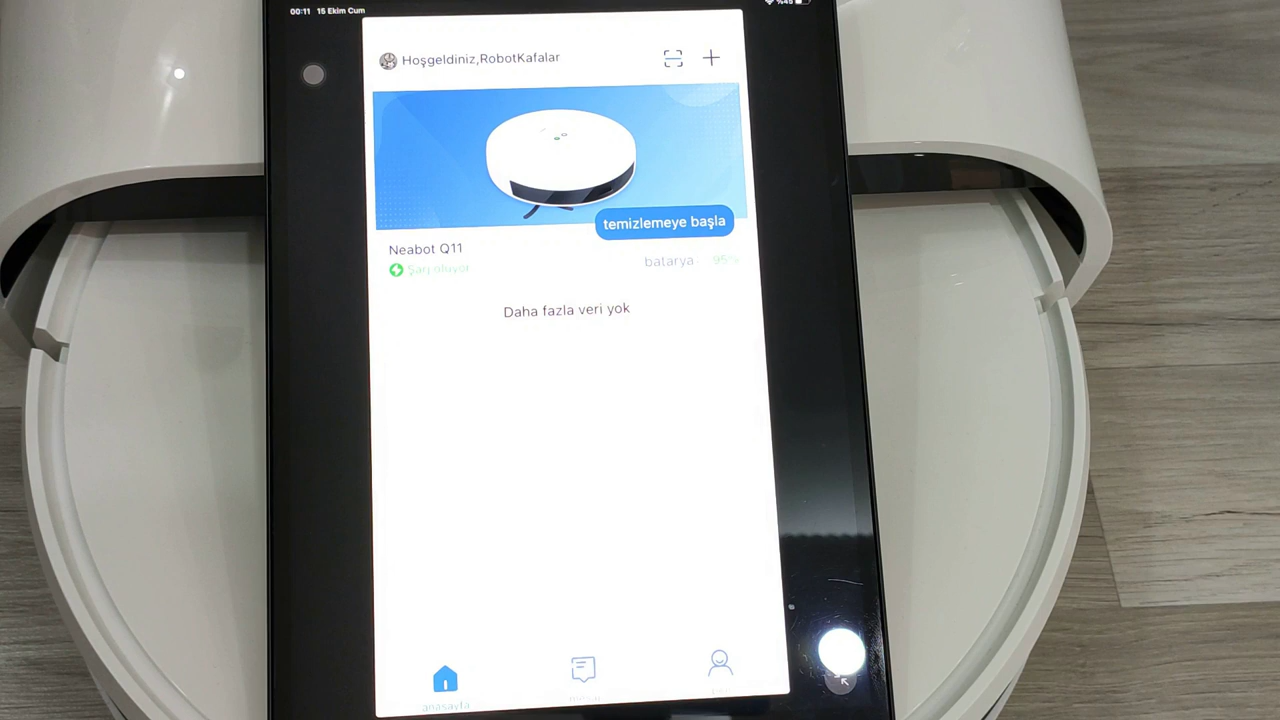 00:11 15 Ekim Cum
%45
Hoşgeldiniz,RobotKafalar
temizlemeye başla
Neabot Q11
Şarj oluyor
batarya· 95%
Daha fazla veri yok
anasayfa